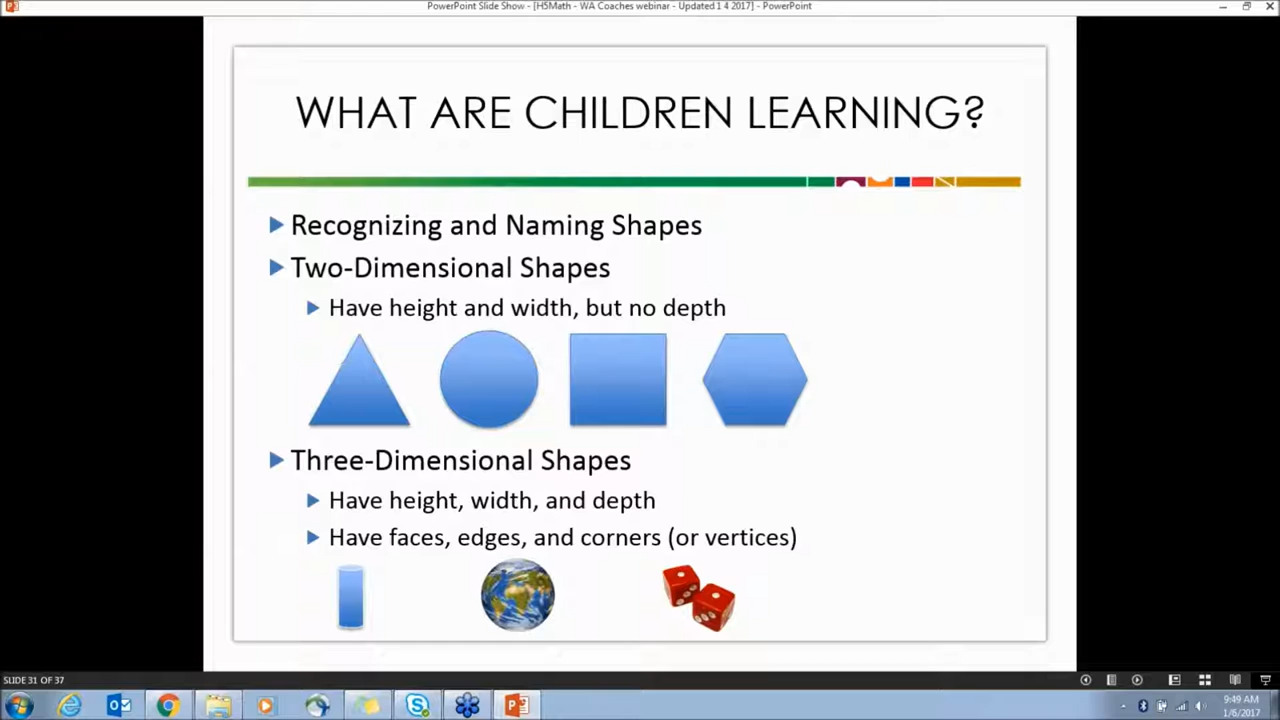 PowerPoint Slide Show - [H5Math - WA Coaches webinar - Updated 1 4 2017] - PowerPoint
WHAT ARE CHILDREN LEARNING?
Recognizing and Naming Shapes
Two-Dimensional Shapes
Have height and width, but no depth
Three-Dimensional Shapes
Have height, width, and depth
Have faces, edges, and corners (or vertices)
SLIDE 31 OF 37
9:49 AM
1/6/2017